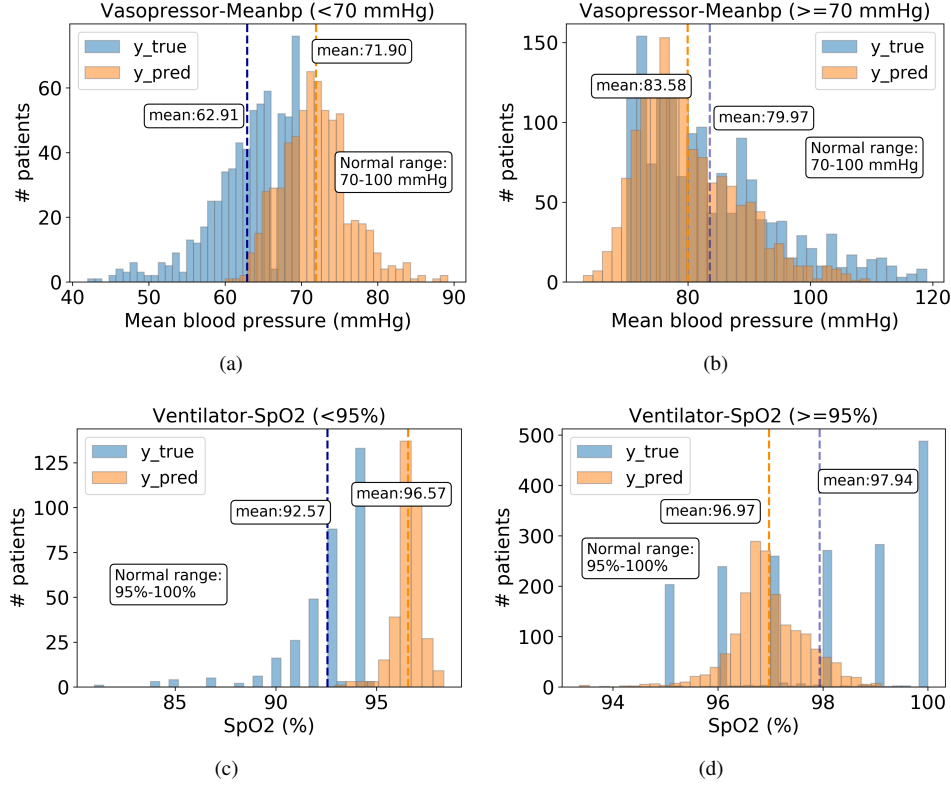 Vasopressor-Meanbp (<70 mmHg)
y_true
y_pred
mean:71.90
mean:62.91
Normal range:
70-100 mmHg
# patients
0
20
40
60
40
50
60
70
80
90
Mean blood pressure (mmHg)
(a)
Vasopressor-Meanbp (>=70 mmHg)
y_true
y_pred
mean:83.58
mean:79.97
Normal range:
70-100 mmHg
# patients
0
50
100
150
80
100
120
Mean blood pressure (mmHg)
(b)
Ventilator-SpO2 (<95%)
y_true
y_pred
mean:96.57
mean:92.57
Normal range:
95%-100%
# patients
0
25
50
75
100
125
85
90
95
SpO2 (%)
(c)
Ventilator-SpO2 (>=95%)
y_true
y_pred
mean:97.94
mean:96.97
Normal range:
95%-100%
# patients
0
100
200
300
400
500
94
96
98
100
SpO2 (%)
(d)